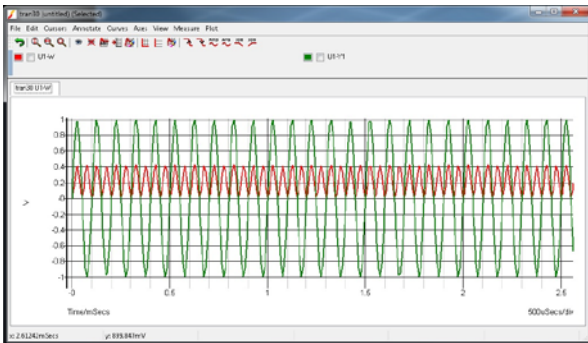 tran30 (untitled) (Selected)
File Edit Cursors Annotate Curves Axes View Measure Plot
U1-W U1-Y1
tran30 U1-W
1
0.8
0.6
0.4
0.2
0
-0.2
-0.4
-0.6
-0.8
-1
V
0 0.5 1 1.5 2 2.5
Time/mSecs 500uSecs/div
x: 2.61242mSecs y: 899.843mV